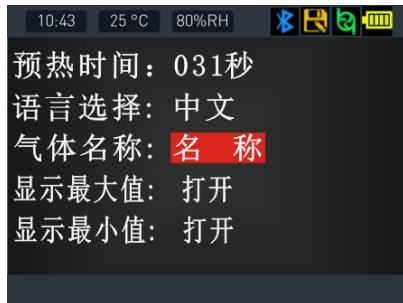 10:43 25°C 80%RH
预热时间：031秒
语言选择: 中文
气体名称: 名 称
显示最大值: 打开
显示最小值: 打开